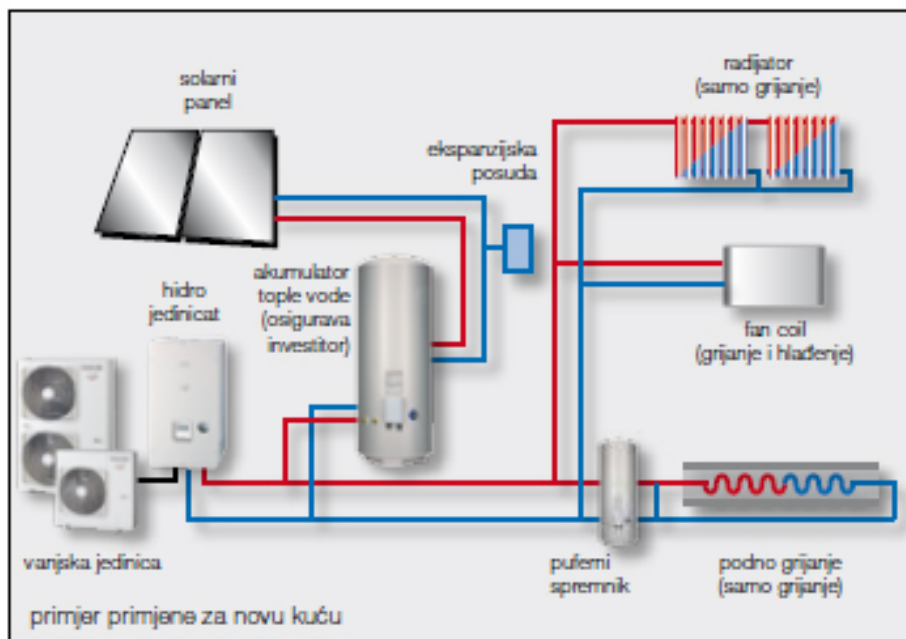 solarni
panel
radijator
(samo grijanje)
ekspanzijska
posuda
akumulator
tople vode
(osigurava
investitor)
hidro
jedinicat
fan coil
(grijanje i hlađenje)
vanjska jedinica
puferni
spremnik
podno grijanje
(samo grijanje)
primjer primjene za novu kuću